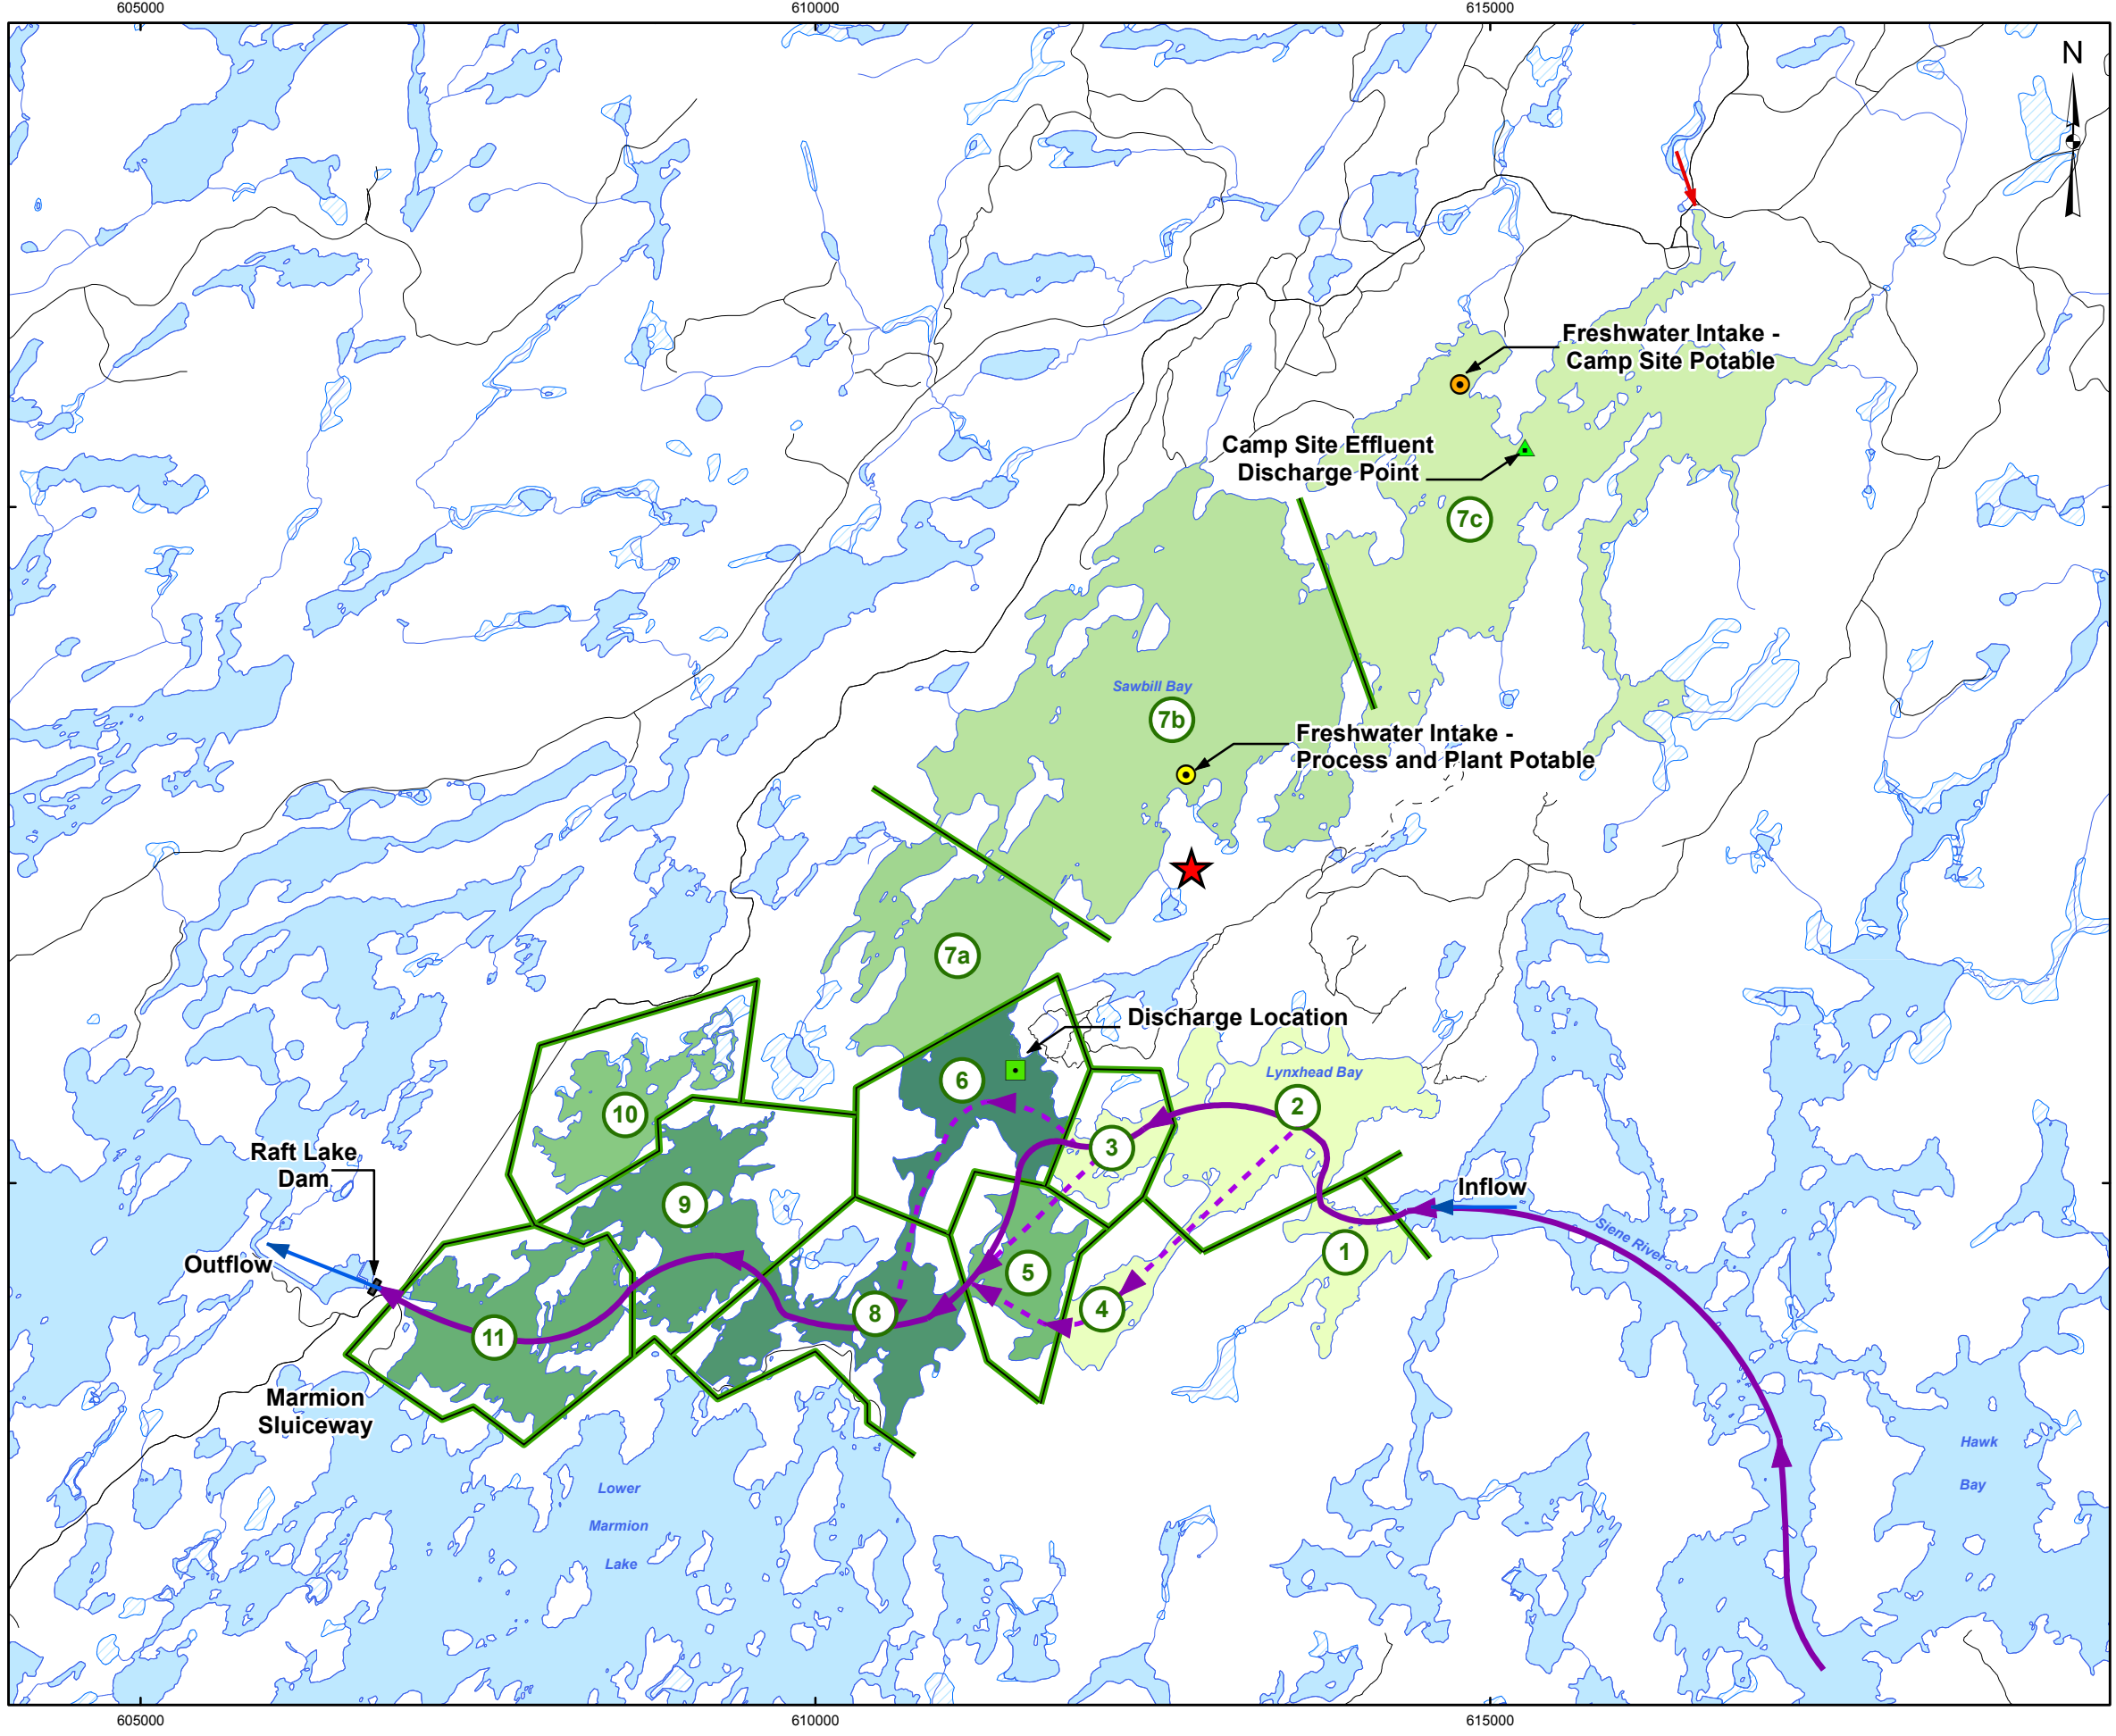 605000
610000
615000
N
Freshwater Intake -
Camp Site Potable
Camp Site Effluent
Discharge Point
7c
Sawbill Bay
7b
Freshwater Intake -
Process and Plant Potable
7a
Discharge Location
6
Lynxhead Bay
2
10
3
Raft Lake
Dam
9
Inflow
Siene River
1
Outflow
5
4
8
11
Marmion
Sluiceway
Hawk
Bay
Lower
Marmion
Lake
605000
610000
615000